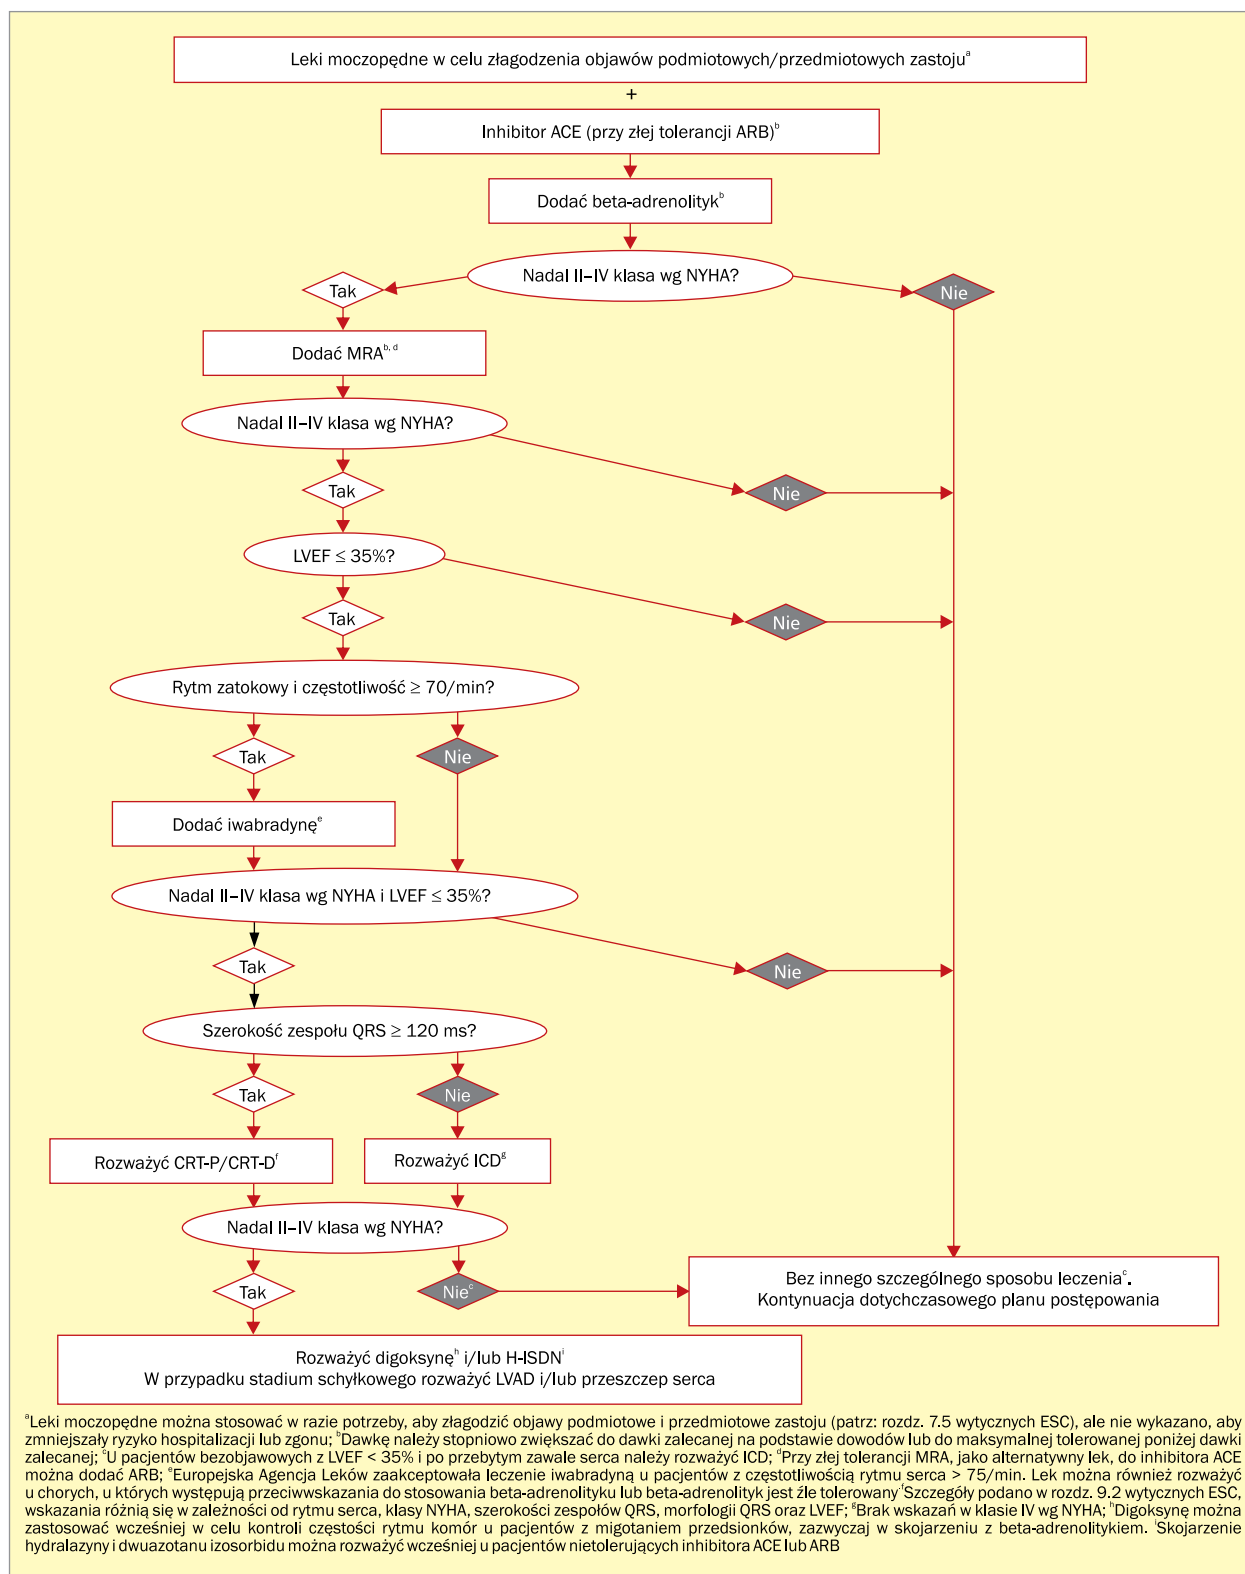 Leki moczopędne w celu złagodzenia objawów podmiotowych/przedmiotowych zastojuᵃ
+
Inhibitor ACE (przy złej tolerancji ARB)ᵇ
Dodać beta-adrenolitykᵇ
Nadal II–IV klasa wg NYHA?
Tak
Nie
Dodać MRAᵇ, ᵈ
Nadal II–IV klasa wg NYHA?
Tak
Nie
LVEF ≤ 35%?
Tak
Nie
Rytm zatokowy i częstotliwość ≥ 70/min?
Tak
Nie
Dodać iwabradynęᵉ
Nadal II–IV klasa wg NYHA i LVEF ≤ 35%?
Tak
Nie
Szerokość zespołu QRS ≥ 120 ms?
Tak
Nie
Rozważyć CRT-P/CRT-Dᶠ
Rozważyć ICDᵍ
Nadal II–IV klasa wg NYHA?
Tak
Nieᶜ
Bez innego szczególnego sposobu leczeniaᶜ.
Kontynuacja dotychczasowego planu postępowania
Rozważyć digoksynęʰ i/lub H-ISDNⁱ
W przypadku stadium schyłkowego rozważyć LVAD i/lub przeszczep serca
ᵃLeki moczopędne można stosować w razie potrzeby, aby złagodzić objawy podmiotowe i przedmiotowe zastoju (patrz: rozdz. 7.5 wytycznych ESC), ale nie wykazano, aby
zmniejszały ryzyko hospitalizacji lub zgonu; ᵇDawkę należy stopniowo zwiększać do dawki zalecanej na podstawie dowodów lub do maksymalnej tolerowanej poniżej dawki
zalecanej; ᶜU pacjentów bezobjawowych z LVEF < 35% i po przebytym zawale serca należy rozważyć ICD; ᵈPrzy złej tolerancji MRA, jako alternatywny lek, do inhibitora ACE
można dodać ARB; ᵉEuropejska Agencja Leków zaakceptowała leczenie iwabradyną u pacjentów z częstotliwością rytmu serca > 75/min. Lek można również rozważyć
u chorych, u których występują przeciwwskazania do stosowania beta-adrenolityku lub beta-adrenolityk jest źle tolerowany ᶠSzczegóły podano w rozdz. 9.2 wytycznych ESC,
wskazania różnią się w zależności od rytmu serca, klasy NYHA, szerokości zespołów QRS, morfologii QRS oraz LVEF; ᵍBrak wskazań w klasie IV wg NYHA; ʰDigoksynę można
zastosować wcześniej w celu kontroli częstości rytmu komór u pacjentów z migotaniem przedsionków, zazwyczaj w skojarzeniu z beta-adrenolitykiem. ⁱSkojarzenie
hydralazyny i dwuazotanu izosorbidu można rozważyć wcześniej u pacjentów nietolerujących inhibitora ACE lub ARB